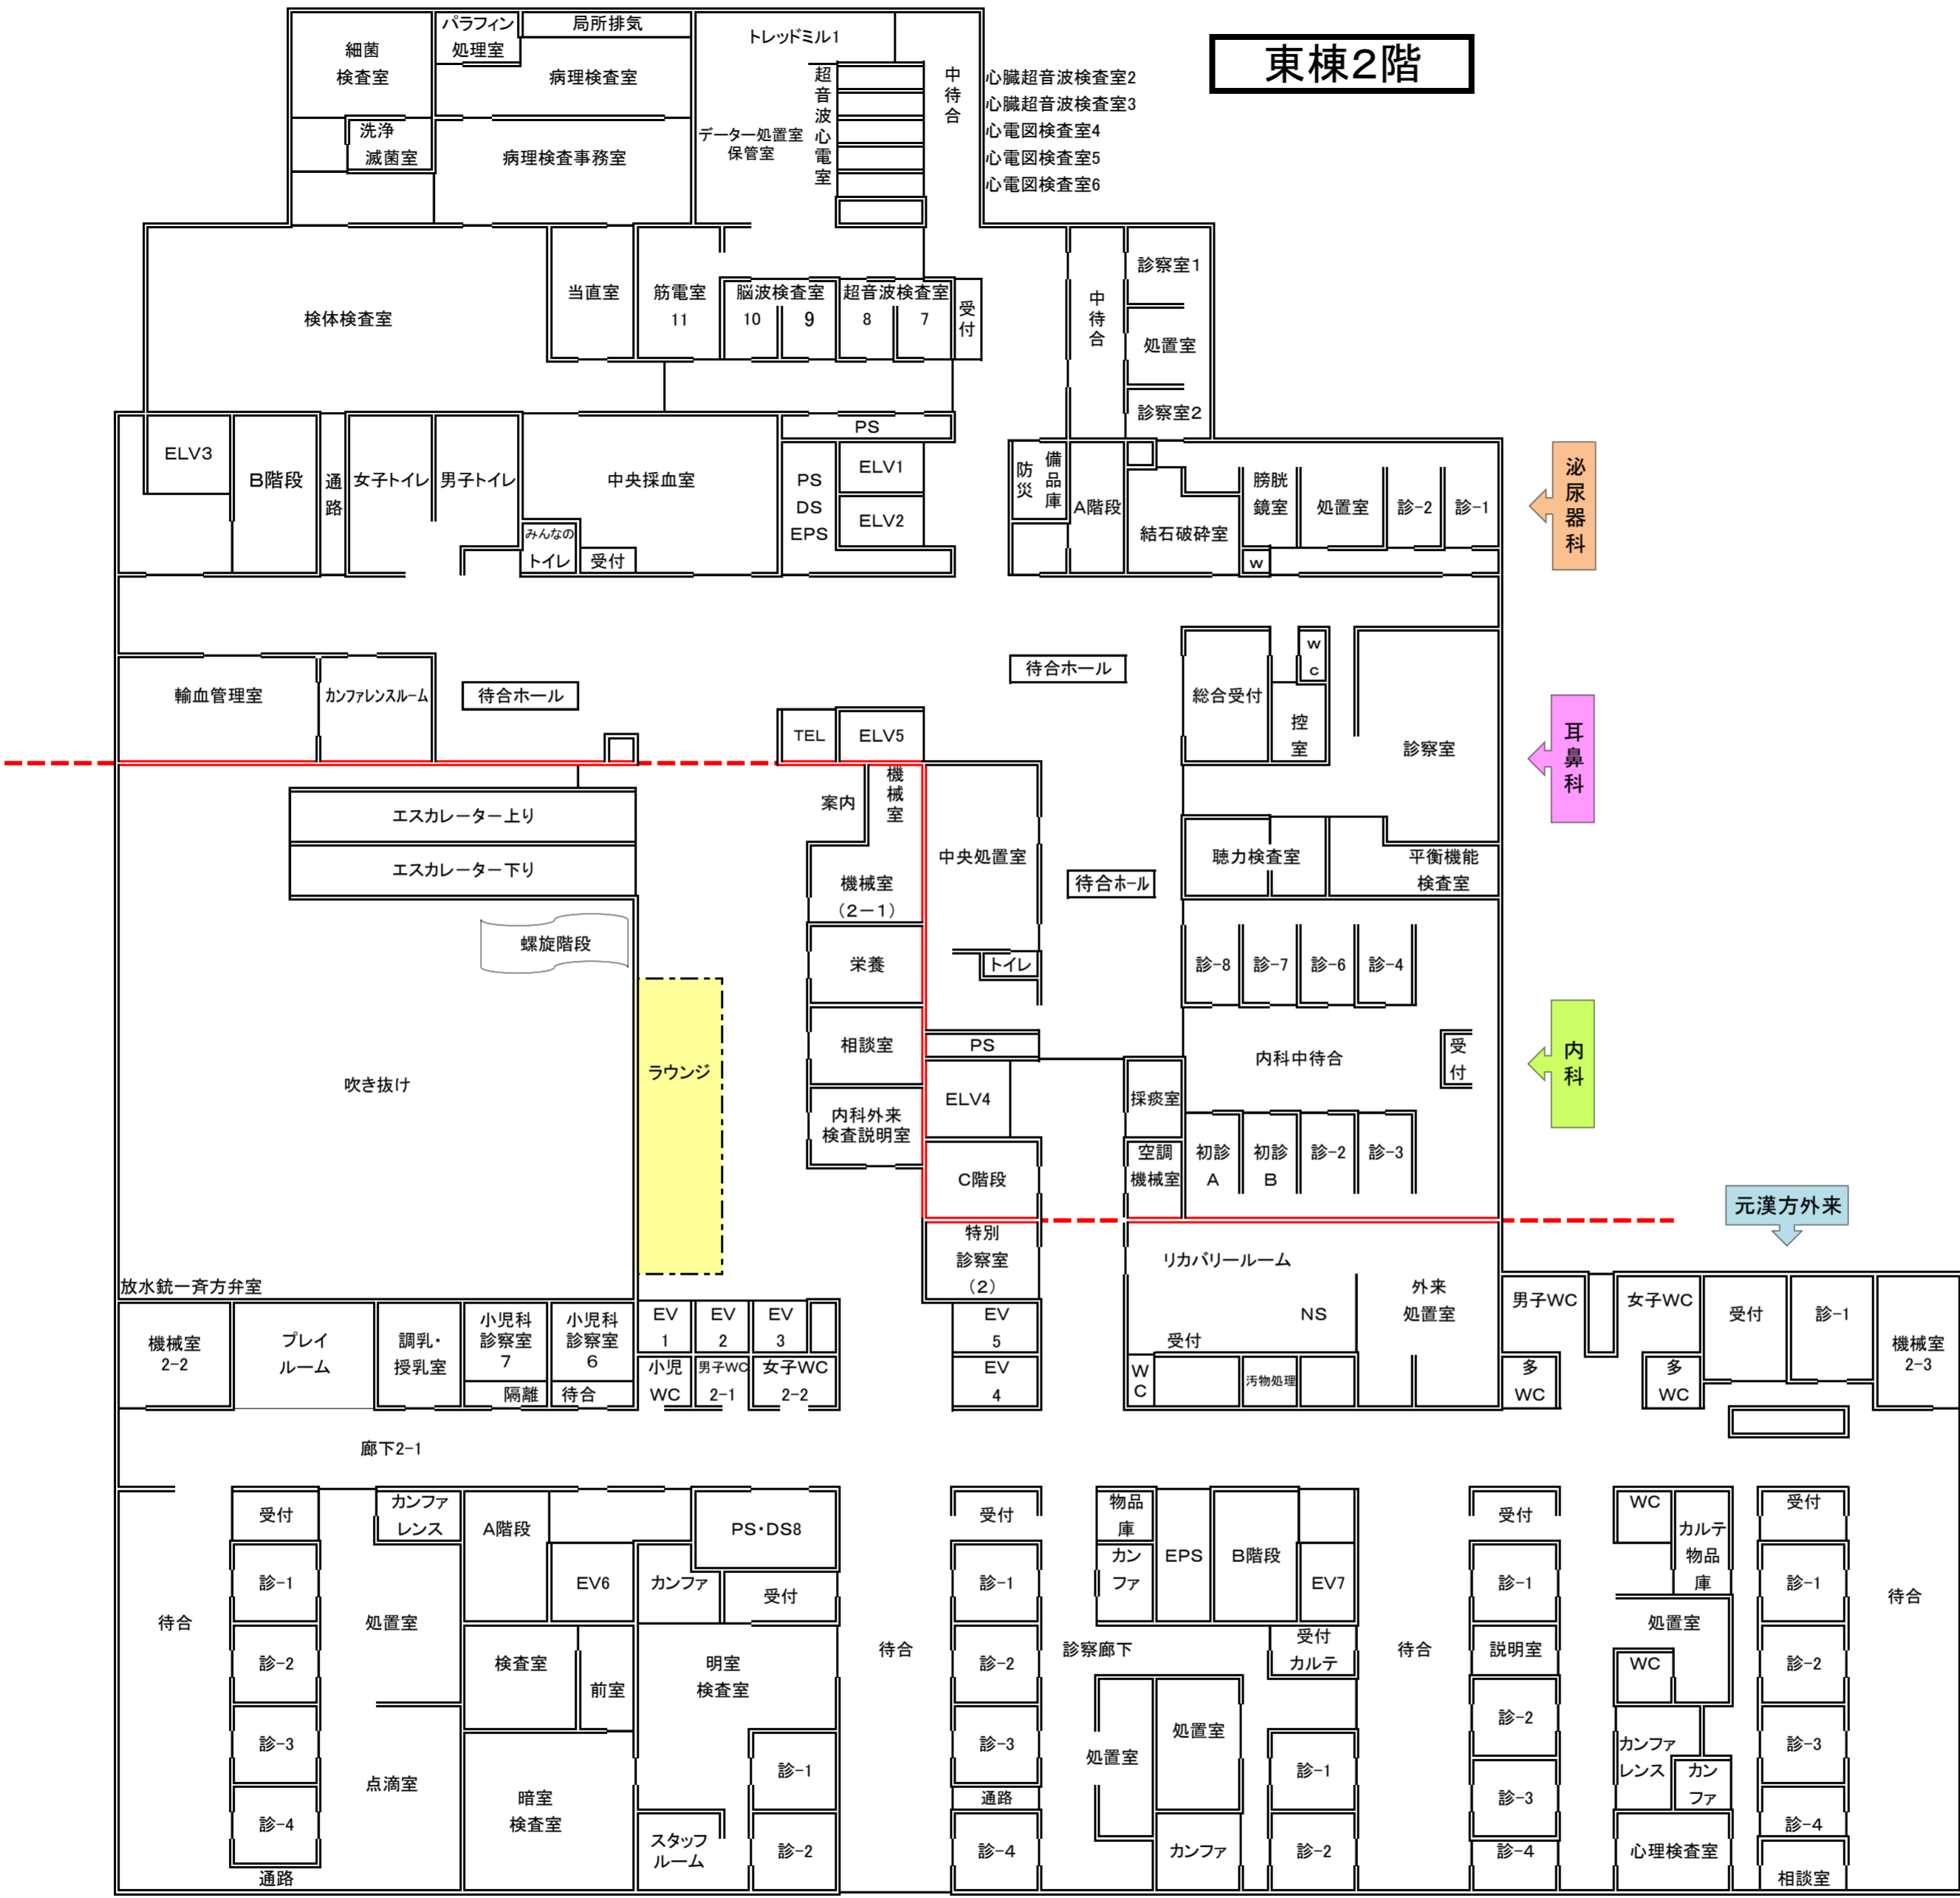 東棟2階
細菌
検査室
パラフィン
処理室
局所排気
病理検査室
洗浄
滅菌室
病理検査事務室
トレッドミル1
データー処置室
保管室
超音波心電室
中待合
心臓超音波検査室2
心臓超音波検査室3
心電図検査室4
心電図検査室5
心電図検査室6
検体検査室
当直室
筋電室
11
脳波検査室
10
9
超音波検査室
8
7
受付
中待合
診察室1
処置室
診察室2
ELV3
B階段
通路
女子トイレ
男子トイレ
みんなの
トイレ
中央採血室
受付
PS
PS
DS
EPS
ELV1
ELV2
防災
備品庫
A階段
結石破砕室
膀胱
鏡室
w
処置室
診-2
診-1
泌尿器科
輸血管理室
カンファレンスルーム
待合ホール
待合ホール
総合受付
w
c
控室
診察室
耳鼻科
TEL
ELV5
案内
機械室
エスカレーター上り
エスカレーター下り
機械室
(2-1)
中央処置室
待合ホール
聴力検査室
平衡機能
検査室
螺旋階段
栄養
トイレ
診-8
診-7
診-6
診-4
相談室
PS
内科中待合
受付
内科
吹き抜け
ラウンジ
内科外来
検査説明室
ELV4
採痰室
C階段
空調
機械室
初診
A
初診
B
診-2
診-3
元漢方外来
特別
診察室
(2)
リカバリールーム
NS
受付
外来
処置室
放水銃一斉方弁室
機械室
2-2
プレイ
ルーム
調乳・
授乳室
小児科
診察室
7
隔離
小児科
診察室
6
待合
EV
1
EV
2
EV
3
小児
WC
男子WC
2-1
女子WC
2-2
EV
5
EV
4
W
C
汚物処理
男子WC
多
WC
女子WC
多
WC
受付
診-1
機械室
2-3
廊下2-1
待合
受付
診-1
診-2
診-3
診-4
通路
カンファ
レンス
処置室
点滴室
A階段
EV6
検査室
前室
暗室
検査室
カンファ
PS・DS8
受付
明室
検査室
診-1
診-2
スタッフ
ルーム
待合
受付
診-1
診-2
診-3
通路
診-4
物品
庫
カン
ファ
EPS
B階段
EV7
診察廊下
受付
カルテ
処置室
処置室
カンファ
診-1
診-2
待合
受付
診-1
説明室
診-2
診-3
診-4
WC
カルテ
物品
庫
処置室
WC
カンファ
レンス
カン
ファ
心理検査室
受付
診-1
診-2
診-3
診-4
相談室
待合